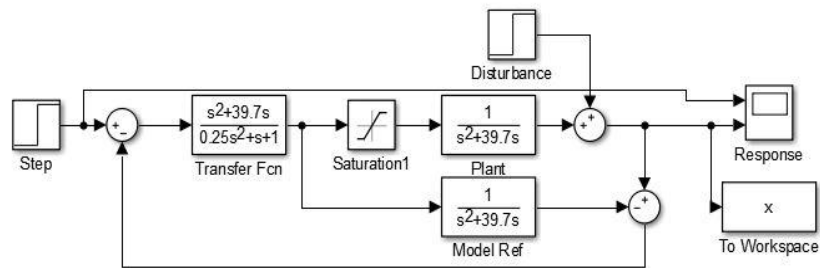 Disturbance
Step
+
−
s²+39.7s
0.25s²+s+1
Transfer Fcn
Saturation1
1
s²+39.7s
Plant
+
+
Response
1
s²+39.7s
Model Ref
−
+
x
To Workspace